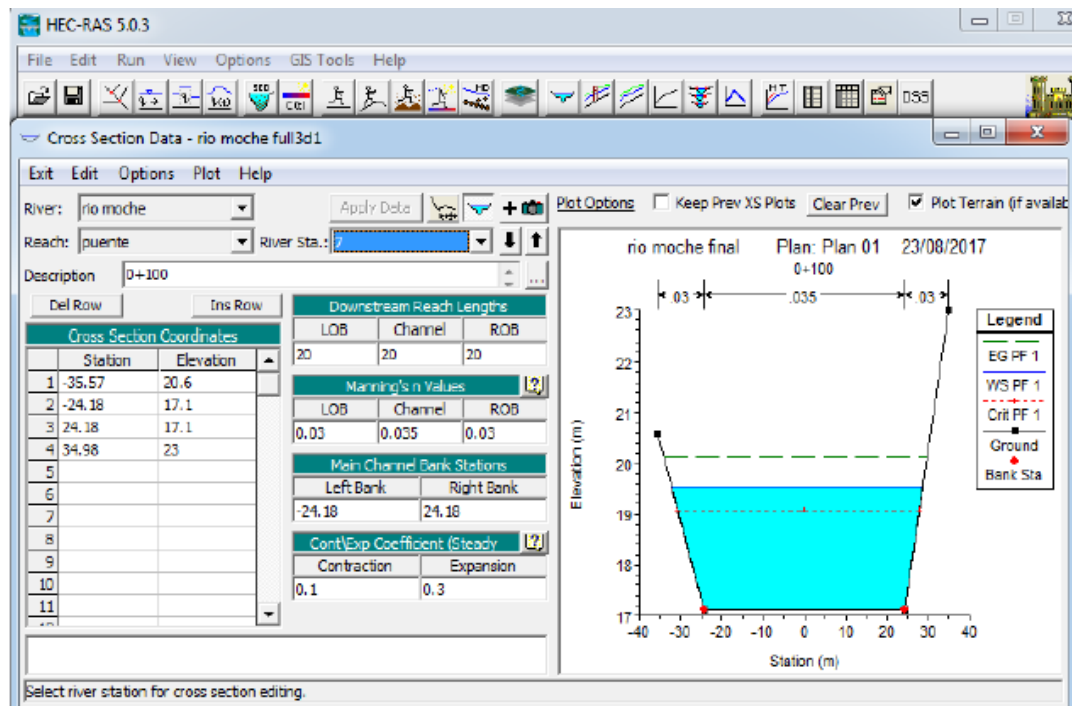 HEC-RAS 5.0.3
File Edit Run View Options GIS Tools Help
DSS
Cross Section Data - rio moche full3d1
Exit Edit Options Plot Help
River: rio moche Apply Data Plot Options Keep Prev XS Plots Clear Prev Plot Terrain (if availab
Reach: puente River Sta.: 7
Description 0+100 ...
Del Row Ins Row
Cross Section Coordinates
Station Elevation
1 -35.57 20.6
2 -24.18 17.1
3 24.18 17.1
4 34.98 23
5
6
7
8
9
10
11
Downstream Reach Lengths
LOB Channel ROB
20 20 20
Manning's n Values
LOB Channel ROB
0.03 0.035 0.03
Main Channel Bank Stations
Left Bank Right Bank
-24.18 24.18
Cont\Exp Coefficient (Steady
Contraction Expansion
0.1 0.3
rio moche final Plan: Plan 01 23/08/2017
0+100
.03 .035 .03
23
22
21
20
19
18
17
Elevation (m)
-40 -30 -20 -10 0 10 20 30 40
Station (m)
Legend
EG PF 1
WS PF 1
Crit PF 1
Ground
Bank Sta
Select river station for cross section editing.